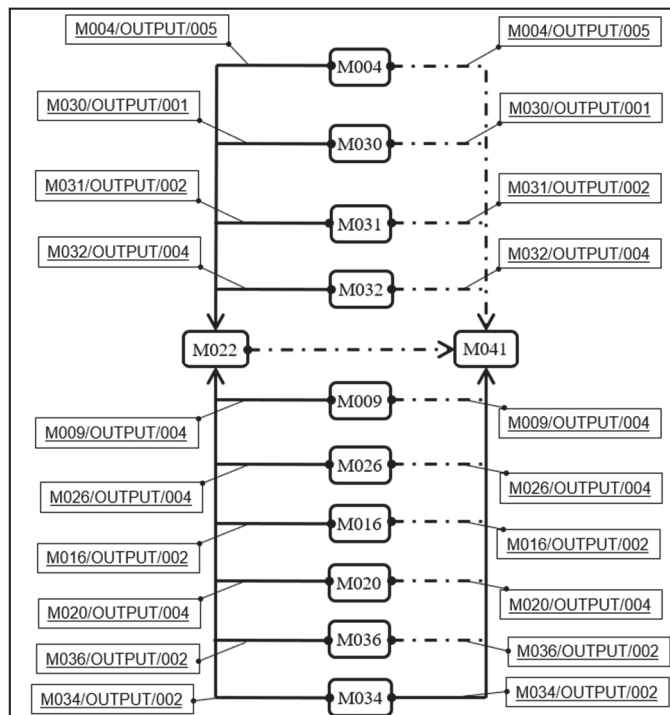 M004/OUTPUT/005
M004
M004/OUTPUT/005
M030/OUTPUT/001
M030
M030/OUTPUT/001
M031/OUTPUT/002
M031
M031/OUTPUT/002
M032/OUTPUT/004
M032
M032/OUTPUT/004
M022
M041
M009/OUTPUT/004
M009
M009/OUTPUT/004
M026/OUTPUT/004
M026
M026/OUTPUT/004
M016/OUTPUT/002
M016
M016/OUTPUT/002
M020/OUTPUT/004
M020
M020/OUTPUT/004
M036/OUTPUT/002
M036
M036/OUTPUT/002
M034/OUTPUT/002
M034
M034/OUTPUT/002